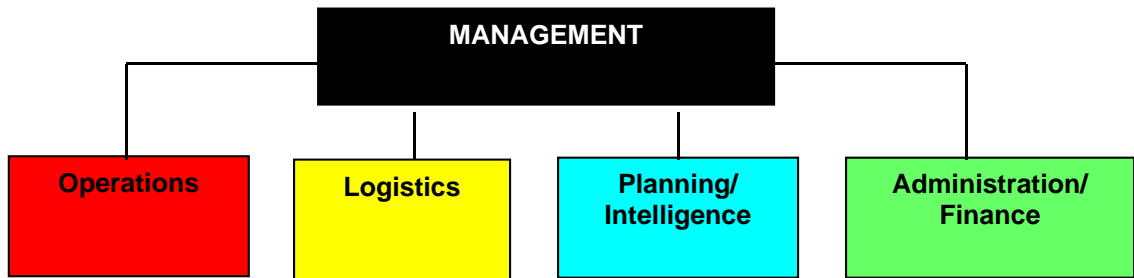 MANAGEMENT
Operations
Logistics
Planning/
Intelligence
Administration/
Finance